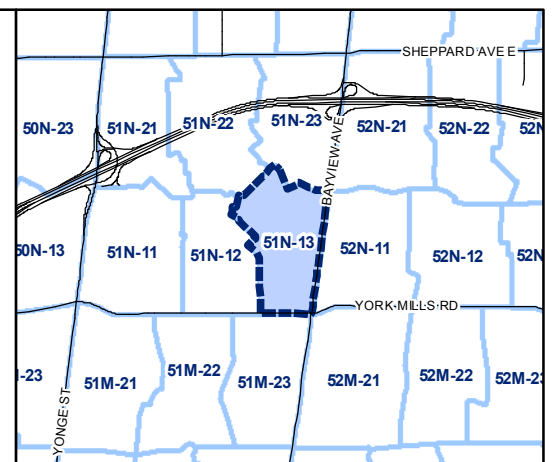 SHEPPARD AVE E
50N-23
51N-21
51N-22
51N-23
52N-21
52N-22
52N
BAYVIEW AVE
50N-13
51N-11
51N-12
51N-13
52N-11
52N-12
52N
YORK MILLS RD
-23
51M-21
51M-22
51M-23
52M-21
52M-22
52M-23
YONGE ST